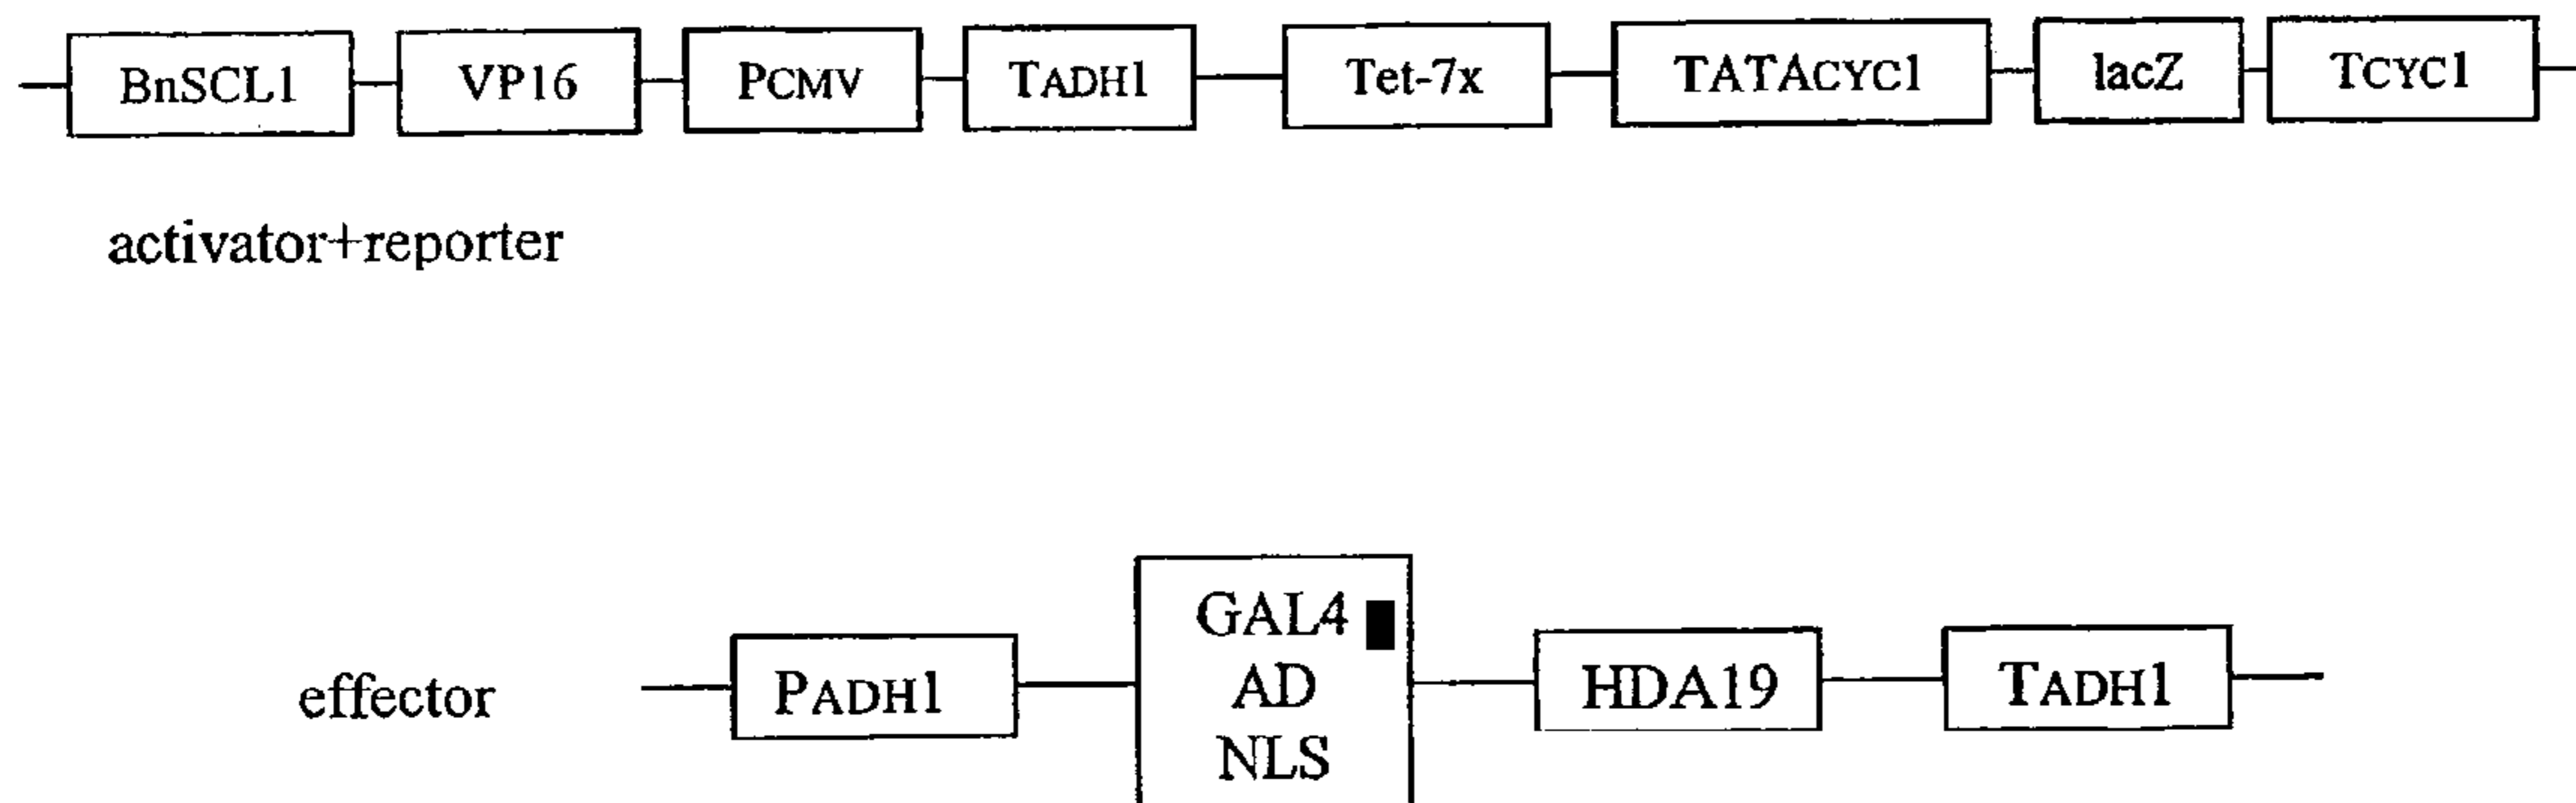 BnSCL1 VP16 PCMV TADH1 Tet-7x TATACYC1 lacZ TCYC1
activator+reporter
GAL4
effector PADH1 AD HDA19 TADH1
NLS